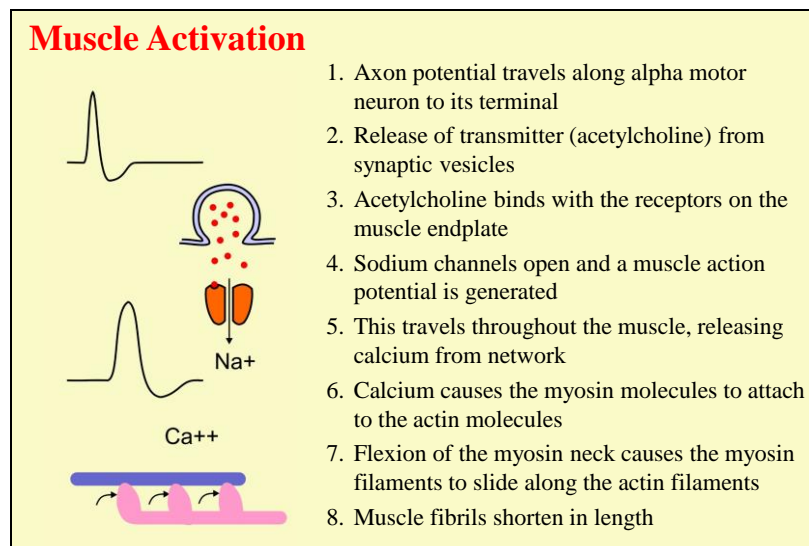 Muscle Activation
1. Axon potential travels along alpha motor
neuron to its terminal
2. Release of transmitter (acetylcholine) from
synaptic vesicles
3. Acetylcholine binds with the receptors on the
muscle endplate
4. Sodium channels open and a muscle action
potential is generated
5. This travels throughout the muscle, releasing
calcium from network
6. Calcium causes the myosin molecules to attach
to the actin molecules
7. Flexion of the myosin neck causes the myosin
filaments to slide along the actin filaments
8. Muscle fibrils shorten in length
Na+
Ca++